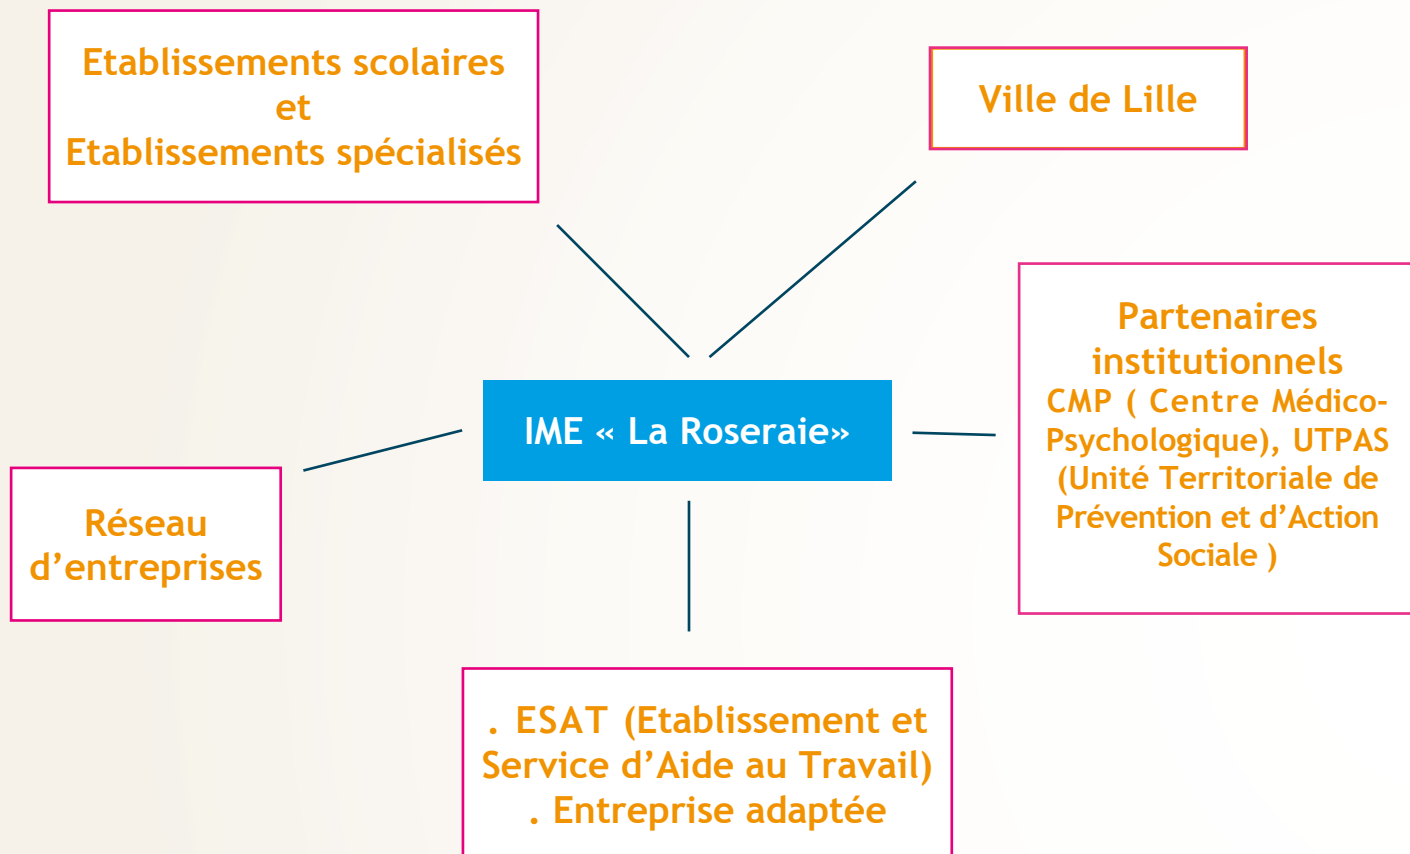 Etablissements scolaires
et
Etablissements spécialisés
Ville de Lille
Partenaires
institutionnels
CMP ( Centre Médico-
Psychologique), UTPAS
(Unité Territoriale de
Prévention et d’Action
Sociale )
IME « La Roseraie»
Réseau
d’entreprises
. ESAT (Etablissement et
Service d’Aide au Travail)
. Entreprise adaptée